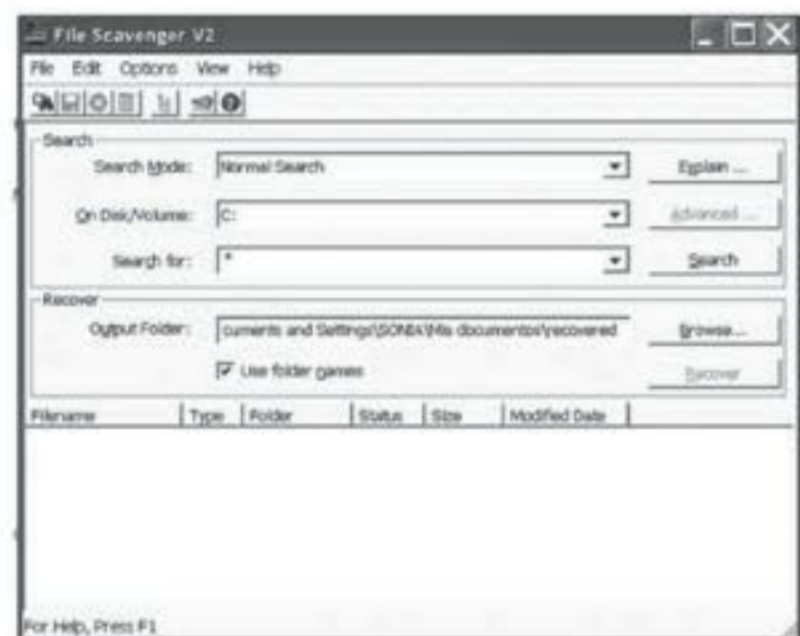 File Scavenger V2
File Edit Options View Help
Search
Search Mode: Normal Search Explain ...
On Disk/Volume: C: Advanced ...
Search for: * Search
Recover
Output Folder: cuments and Settings\SONIA\Mis documentos\recovered Browse...
Use folder names Recover
Filename Type Folder Status Size Modified Date
For Help, Press F1